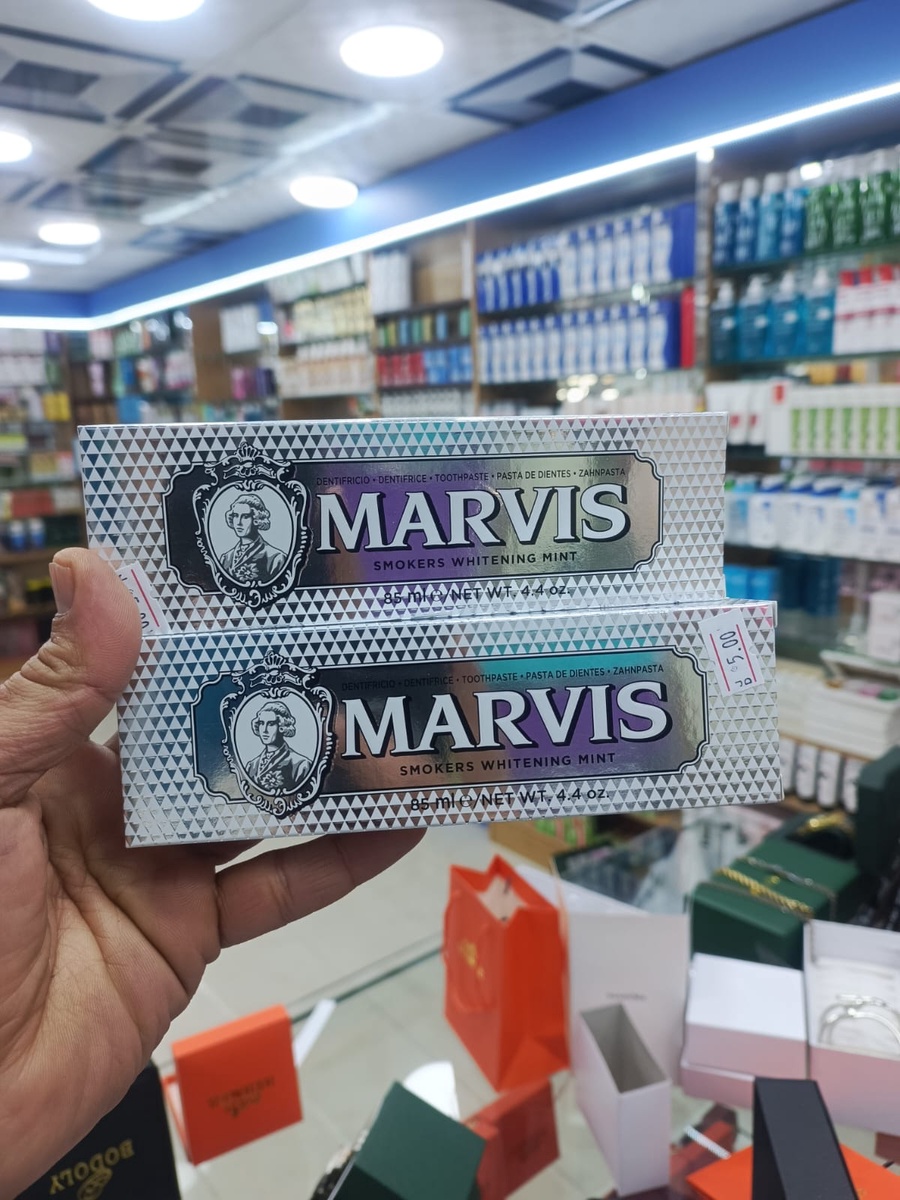 DENTIFRICIO • DENTIFRICE • TOOTHPASTE • PASTA DE DIENTES • ZAHNPASTA
MARVIS
SMOKERS WHITENING MINT
85 ml ℮ NET WT. 4.4 oz.
DENTIFRICIO • DENTIFRICE • TOOTHPASTE • PASTA DE DIENTES • ZAHNPASTA
MARVIS
SMOKERS WHITENING MINT
85 ml ℮ NET WT. 4.4 oz.
5.00
BOBOLY